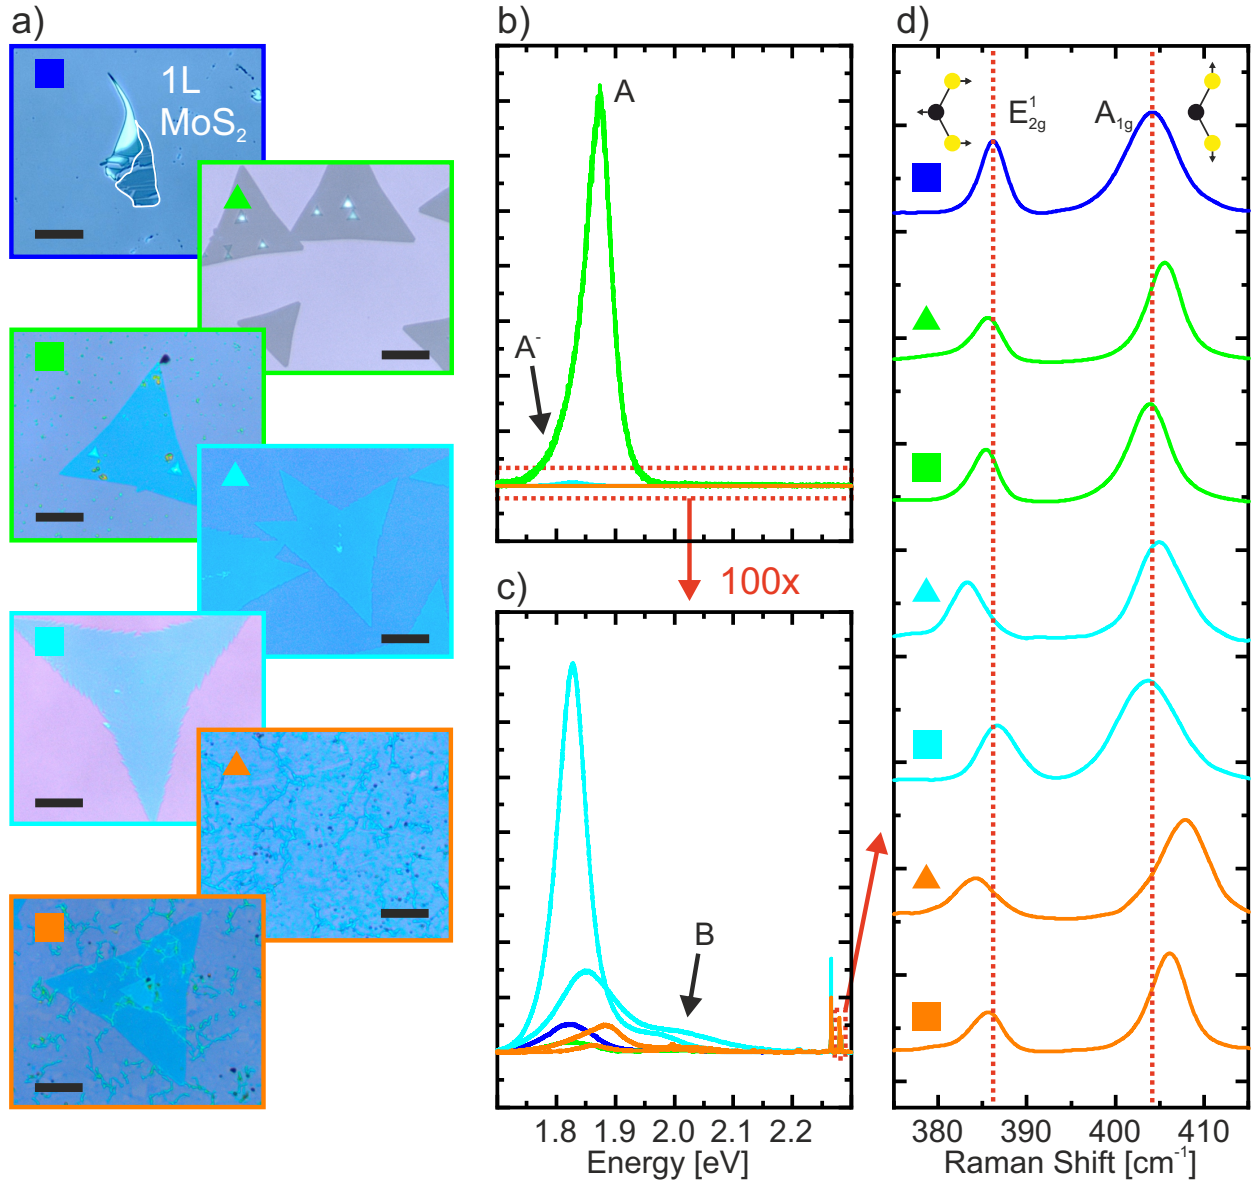 a)
1L
MoS₂
b)
A
A⁻
100x
c)
B
1.8 1.9 2.0 2.1 2.2
Energy [eV]
d)
E¹₂g A₁g
380 390 400 410
Raman Shift [cm⁻¹]